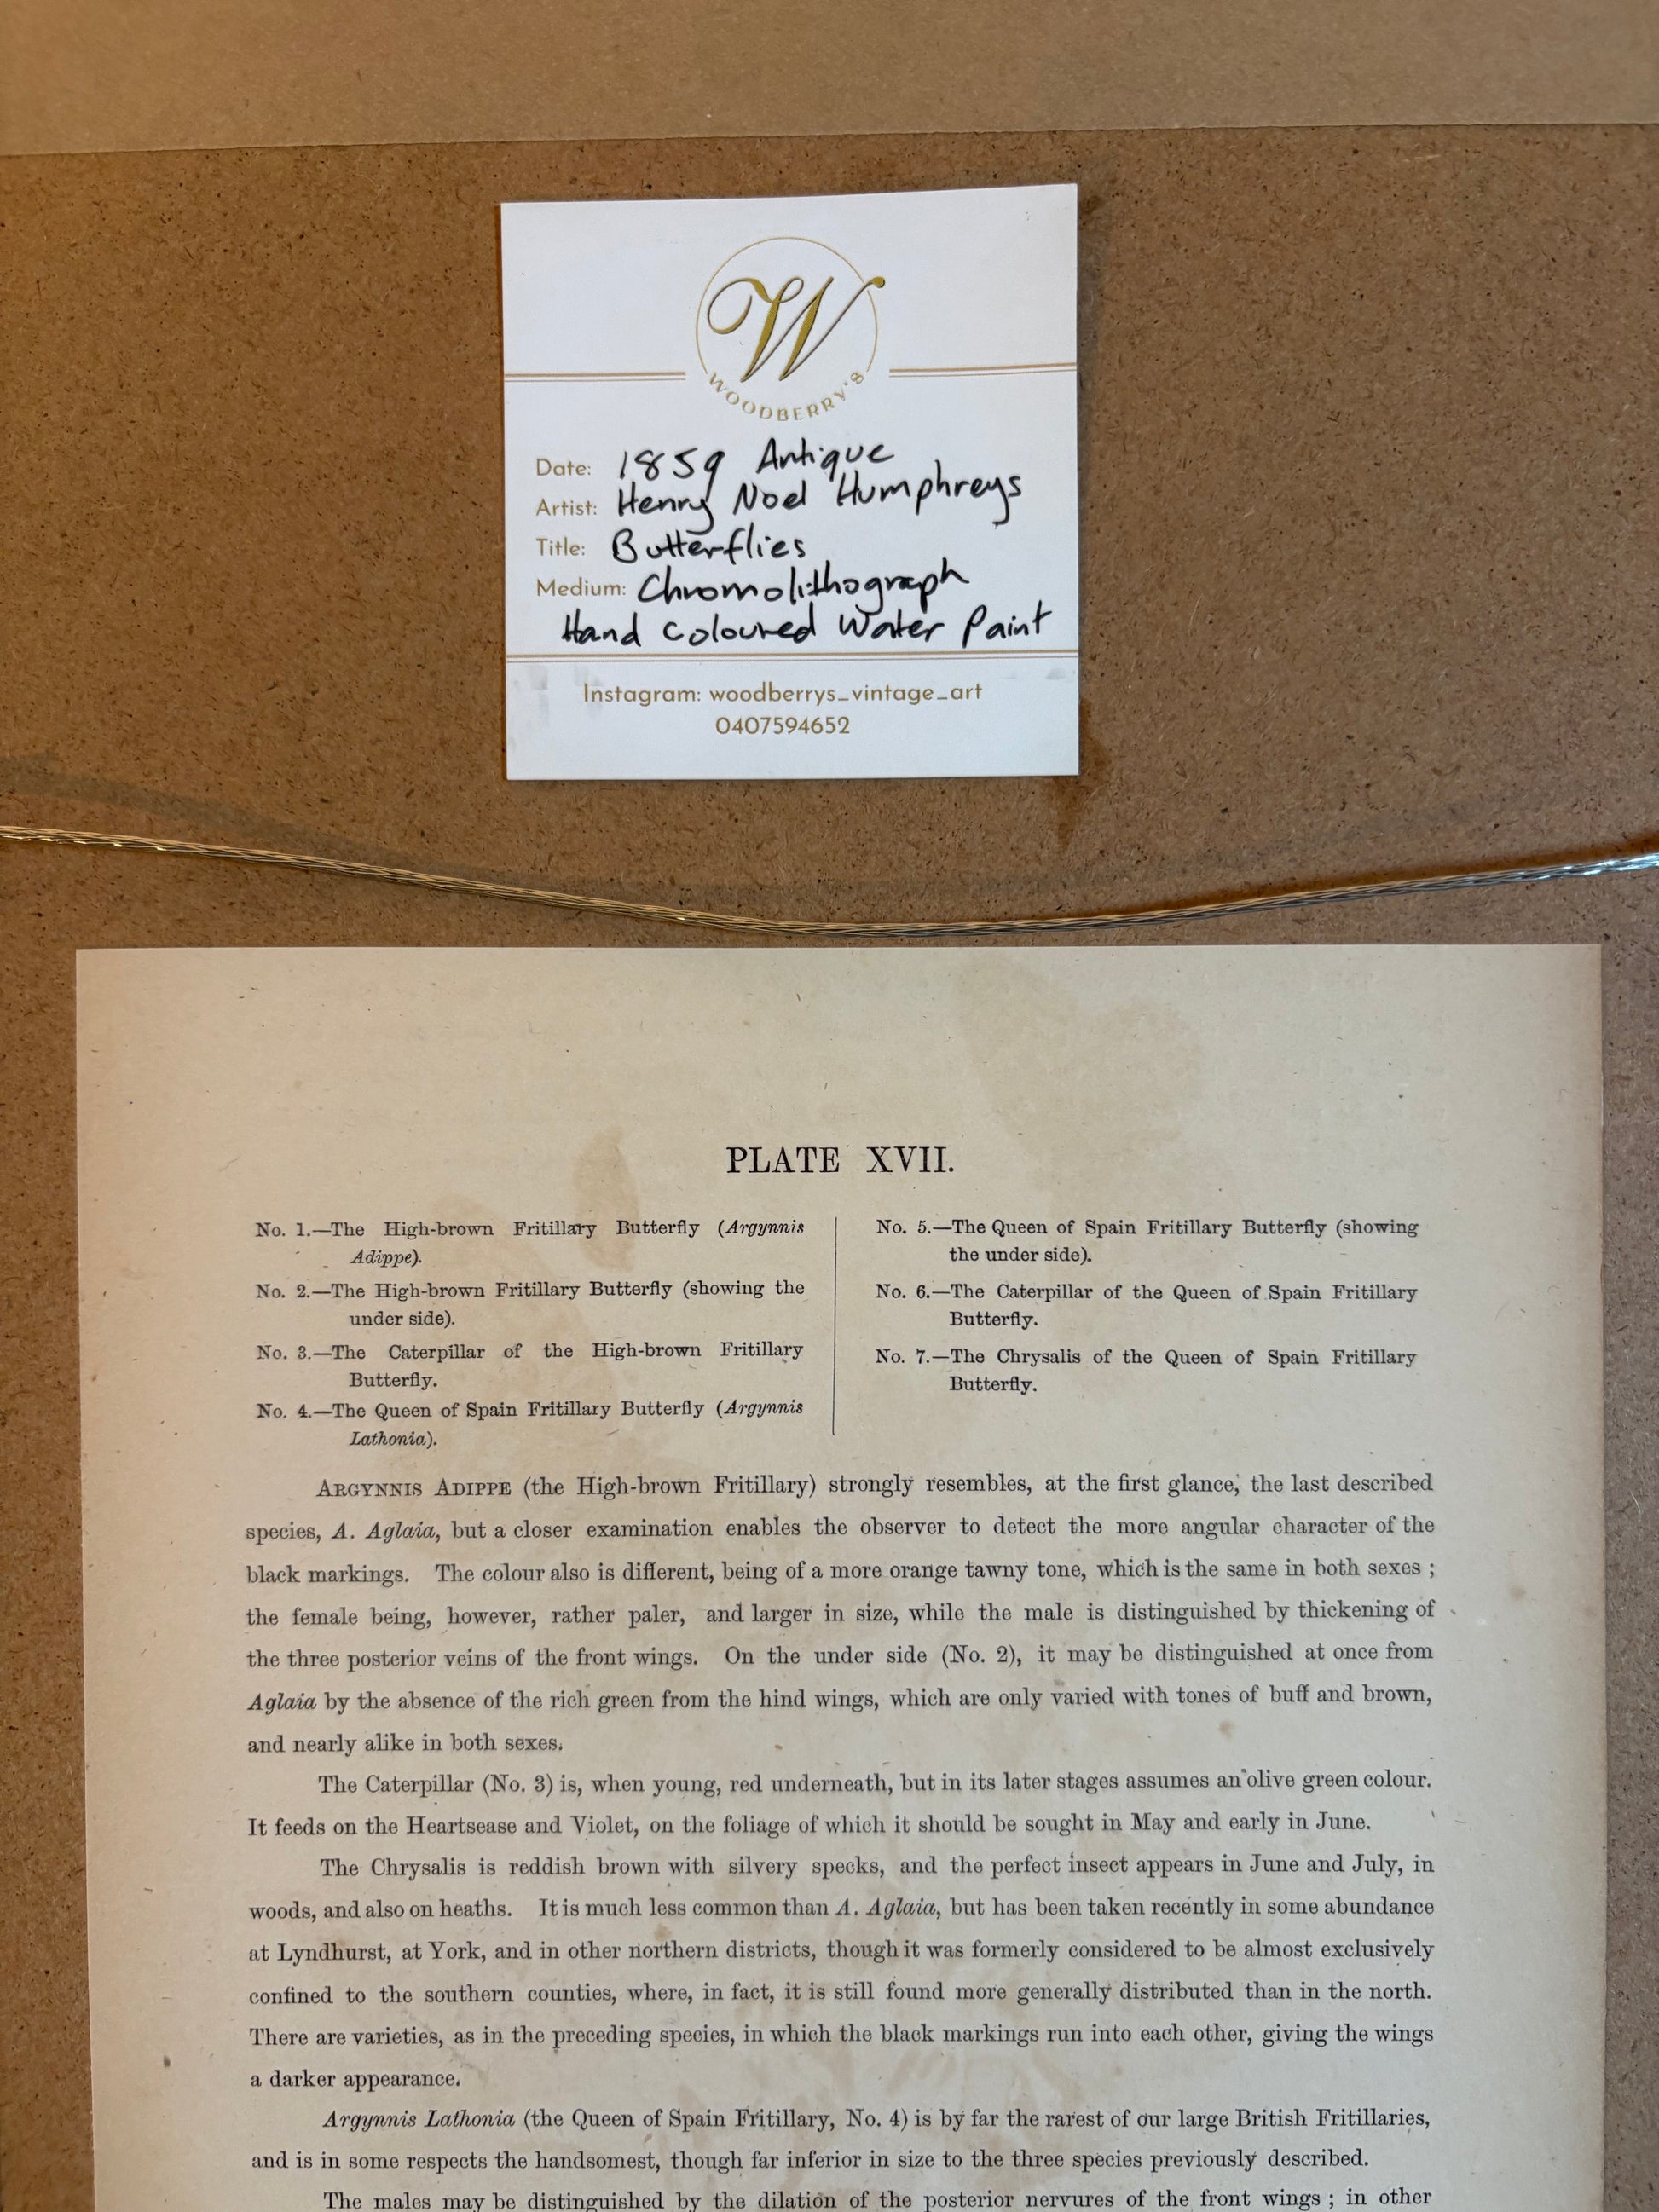 W
WOODBERRY'S
Date: 1859 Antique
Artist: Henry Noel Humphreys
Title: Butterflies
Medium: Chromolithograph
Hand Coloured Water Paint
Instagram: woodberrys_vintage_art
0407594652
PLATE XVII.
No. 1.—The High-brown Fritillary Butterfly (Argynnis
Adippe).
No. 2.—The High-brown Fritillary Butterfly (showing the
under side).
No. 3.—The Caterpillar of the High-brown Fritillary
Butterfly.
No. 4.—The Queen of Spain Fritillary Butterfly (Argynnis
Lathonia).
No. 5.—The Queen of Spain Fritillary Butterfly (showing
the under side).
No. 6.—The Caterpillar of the Queen of Spain Fritillary
Butterfly.
No. 7.—The Chrysalis of the Queen of Spain Fritillary
Butterfly.
ARGYNNIS ADIPPE (the High-brown Fritillary) strongly resembles, at the first glance, the last described
species, A. Aglaia, but a closer examination enables the observer to detect the more angular character of the
black markings. The colour also is different, being of a more orange tawny tone, which is the same in both sexes ;
the female being, however, rather paler, and larger in size, while the male is distinguished by thickening of
the three posterior veins of the front wings. On the under side (No. 2), it may be distinguished at once from
Aglaia by the absence of the rich green from the hind wings, which are only varied with tones of buff and brown,
and nearly alike in both sexes.
The Caterpillar (No. 3) is, when young, red underneath, but in its later stages assumes an olive green colour.
It feeds on the Heartsease and Violet, on the foliage of which it should be sought in May and early in June.
The Chrysalis is reddish brown with silvery specks, and the perfect insect appears in June and July, in
woods, and also on heaths. It is much less common than A. Aglaia, but has been taken recently in some abundance
at Lyndhurst, at York, and in other northern districts, though it was formerly considered to be almost exclusively
confined to the southern counties, where, in fact, it is still found more generally distributed than in the north.
There are varieties, as in the preceding species, in which the black markings run into each other, giving the wings
a darker appearance.
Argynnis Lathonia (the Queen of Spain Fritillary, No. 4) is by far the rarest of our large British Fritillaries,
and is in some respects the handsomest, though far inferior in size to the three species previously described.
The males may be distinguished by the dilation of the posterior nervures of the front wings ; in other